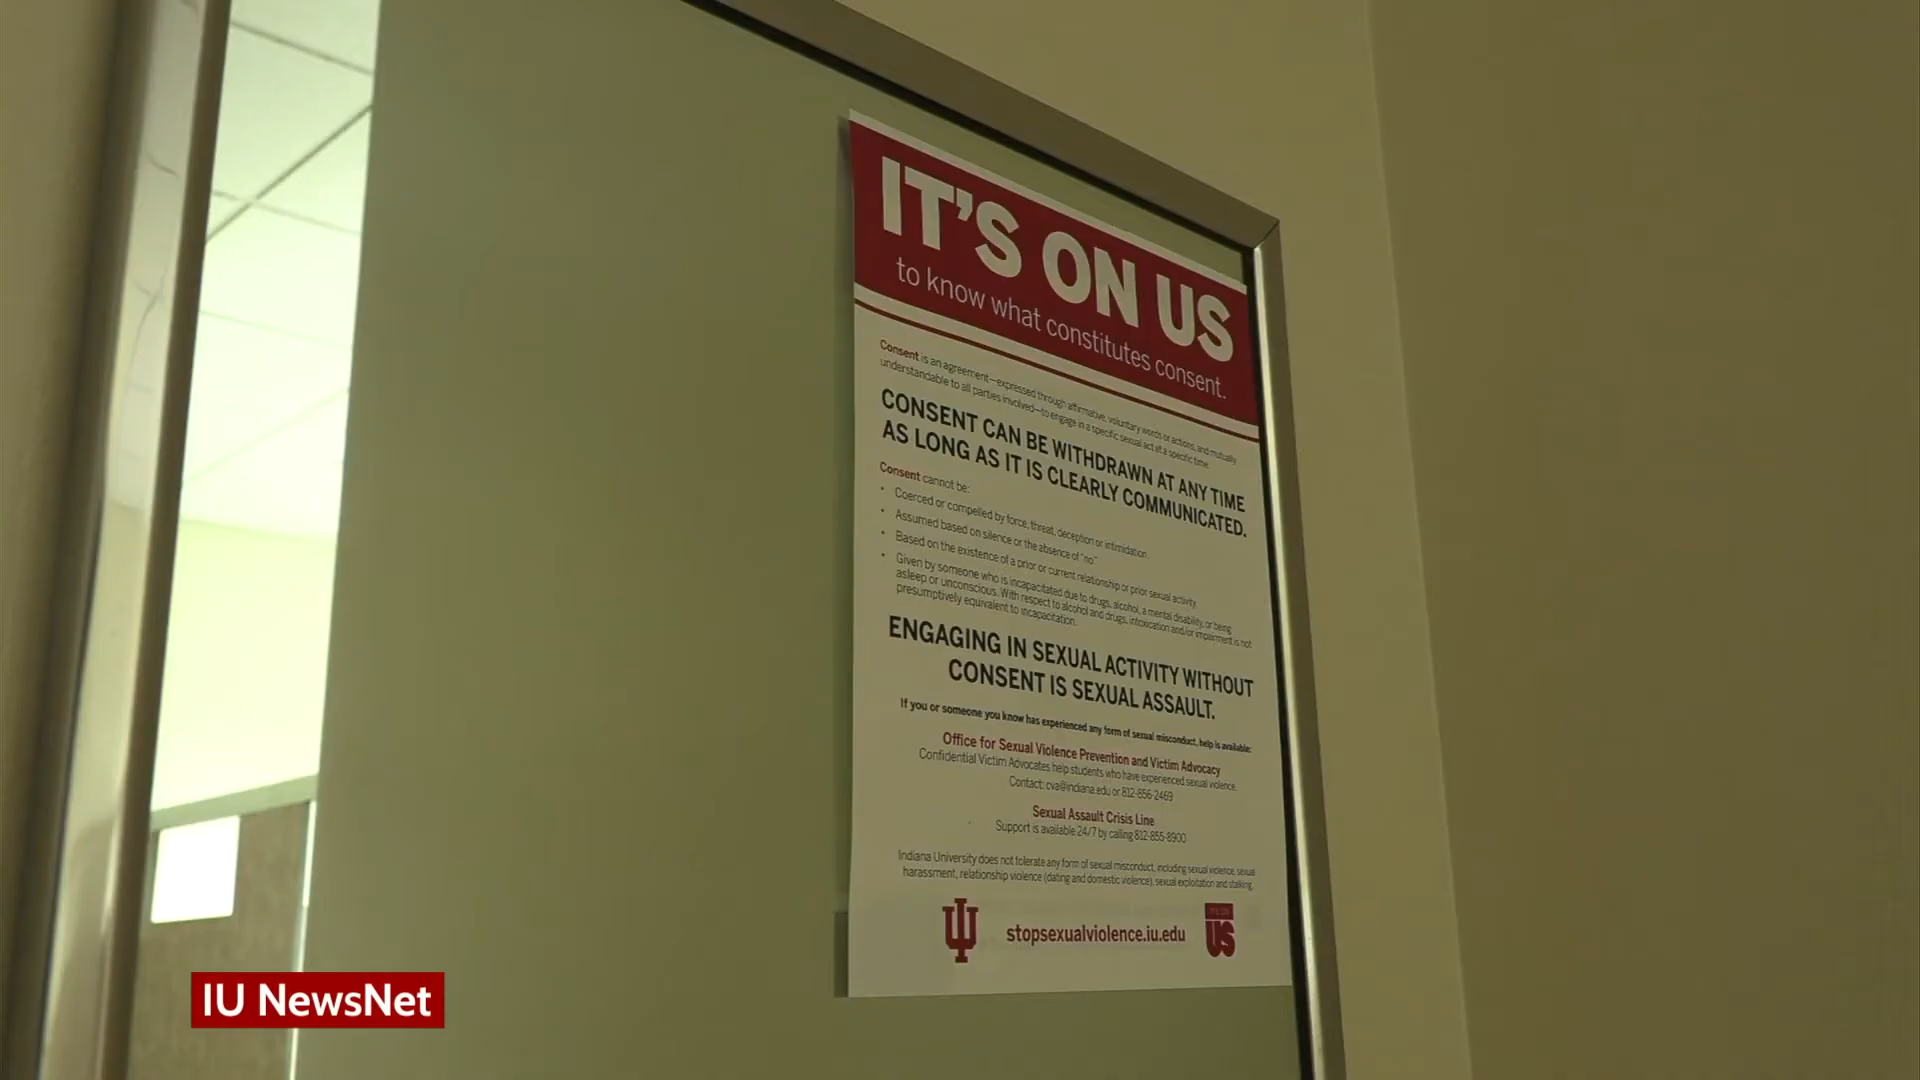 IT'S ON US
to know what constitutes consent.
Consent is an agreement—expressed through affirmative, voluntary words or actions, and mutually
understandable to all parties involved—to engage in a specific sexual act at a specific time.
CONSENT CAN BE WITHDRAWN AT ANY TIME
AS LONG AS IT IS CLEARLY COMMUNICATED.
Consent cannot be:
• Coerced or compelled by force, threat, deception or intimidation.
• Assumed based on silence or the absence of "no."
• Based on the existence of a prior or current relationship or prior sexual activity.
• Given by someone who is incapacitated due to drugs, alcohol, a mental disability, or being
asleep or unconscious. With respect to alcohol and drugs, intoxication and/or impairment is not
presumptively equivalent to incapacitation.
ENGAGING IN SEXUAL ACTIVITY WITHOUT
CONSENT IS SEXUAL ASSAULT.
If you or someone you know has experienced any form of sexual misconduct, help is available:
Office for Sexual Violence Prevention and Victim Advocacy
Confidential Victim Advocates help students who have experienced sexual violence.
Contact: cva@indiana.edu or 812-856-2469
Sexual Assault Crisis Line
Support is available 24/7 by calling 812-855-8900
Indiana University does not tolerate any form of sexual misconduct, including sexual violence, sexual
harassment, relationship violence (dating and domestic violence), sexual exploitation and stalking.
stopsexualviolence.iu.edu
IT'S ON
US
IU NewsNet